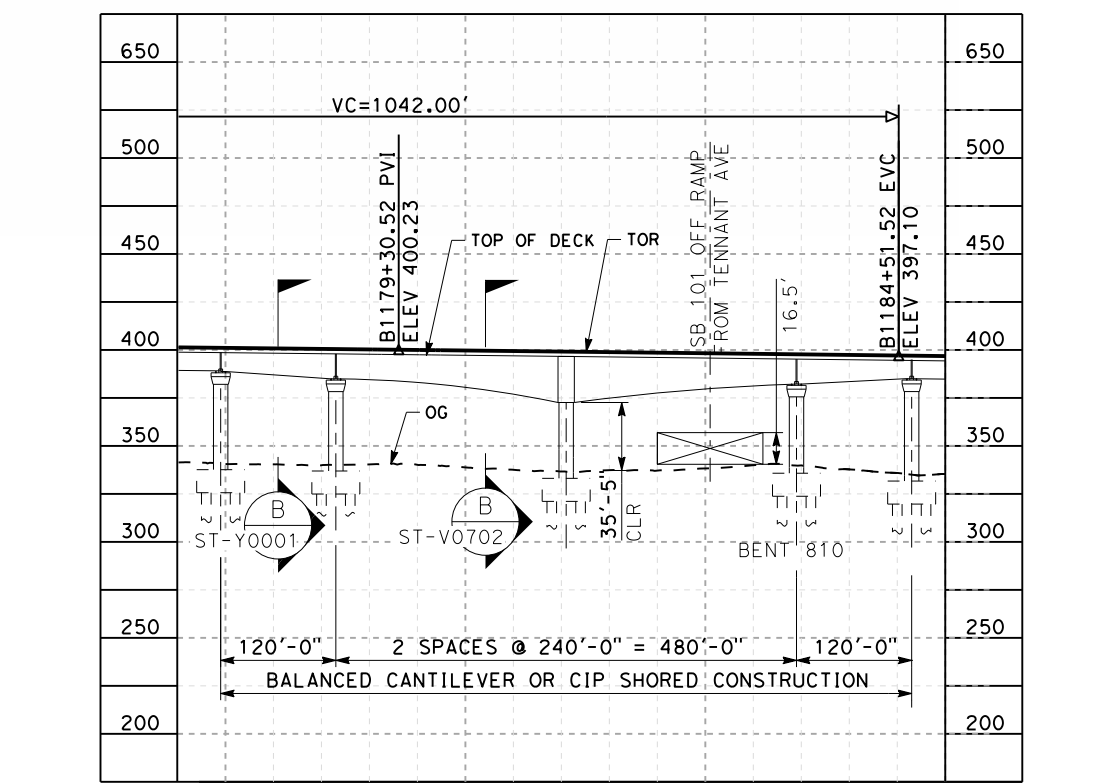 650 650
VC=1042.00'
500 500
B1179+30.52 PVI
ELEV 400.23
SB 101 OFF RAMP
FROM TENNANT AVE
B1184+51.52 EVC
ELEV 397.10
450 450
TOP OF DECK TOR
16.5'
400 400
OG
350 350
35'-5"
CLR
B B
300 300
ST-Y0001 ST-V0702
BENT 810
250 250
120'-0" 2 SPACES @ 240'-0" = 480'-0" 120'-0"
BALANCED CANTILEVER OR CIP SHORED CONSTRUCTION
200 200